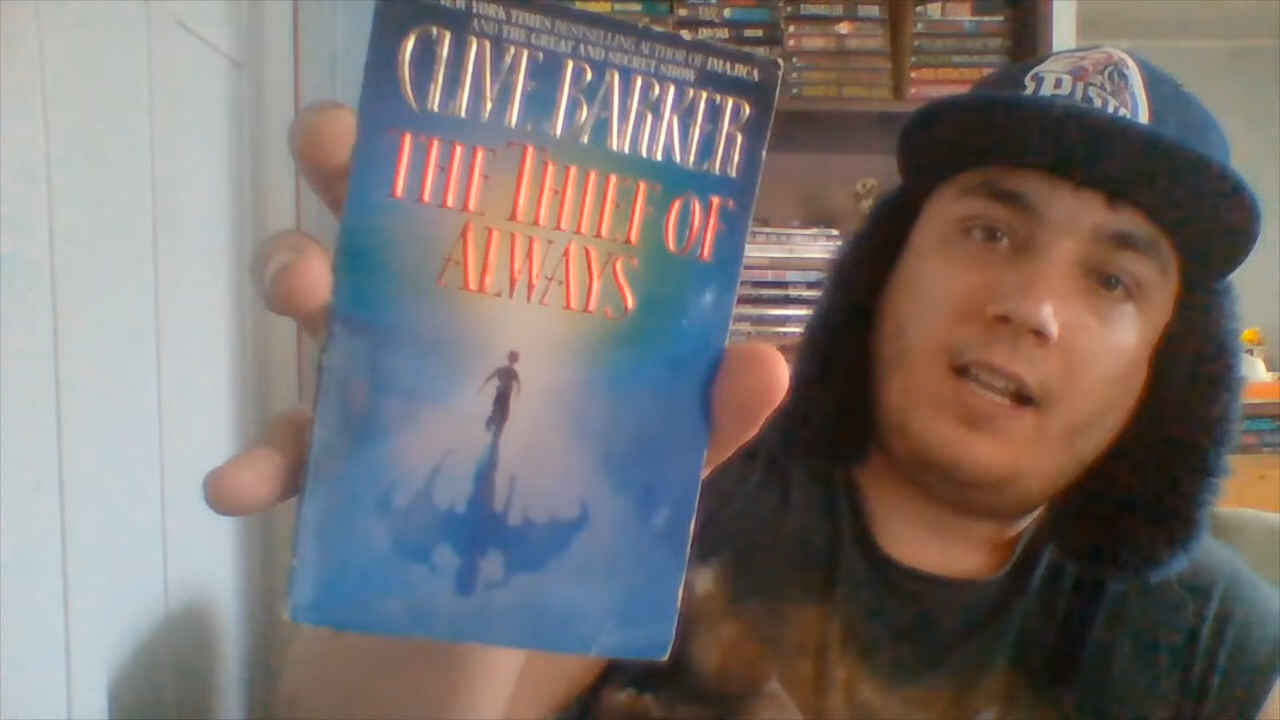 NEW YORK TIMES BESTSELLING AUTHOR OF IMAJICA
AND THE GREAT AND SECRET SHOW
CLIVE BARKER
THE THIEF OF
ALWAYS